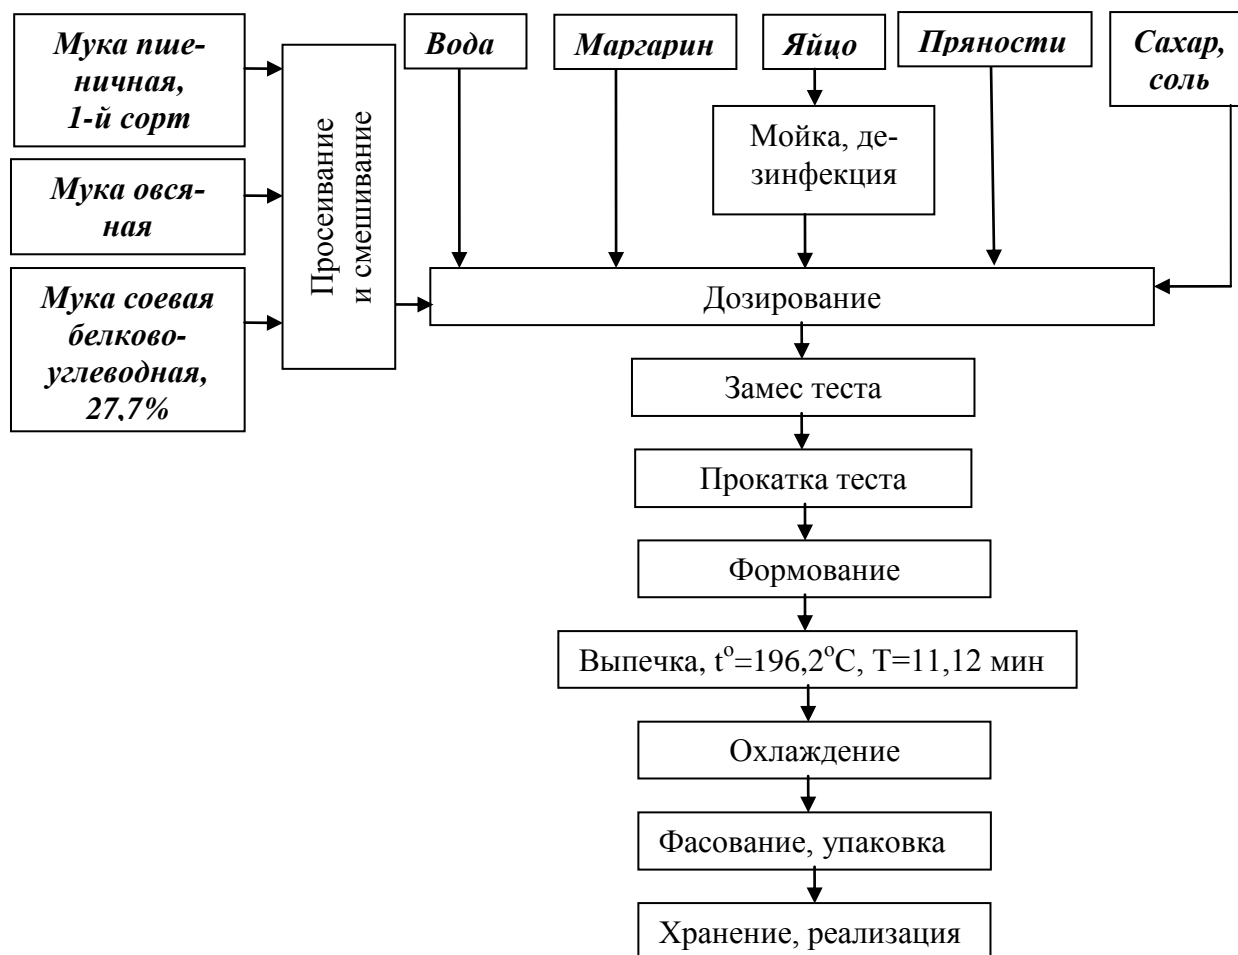 Мука пше-
ничная,
1-й сорт
Вода
Маргарин
Яйцо
Пряности
Сахар,
соль
Мойка, де-
зинфекция
Мука овся-
ная
Просеивание
и смешивание
Мука соевая
белково-
углеводная,
27,7%
Дозирование
Замес теста
Прокатка теста
Формование
Выпечка, tº=196,2ºС, Т=11,12 мин
Охлаждение
Фасование, упаковка
Хранение, реализация